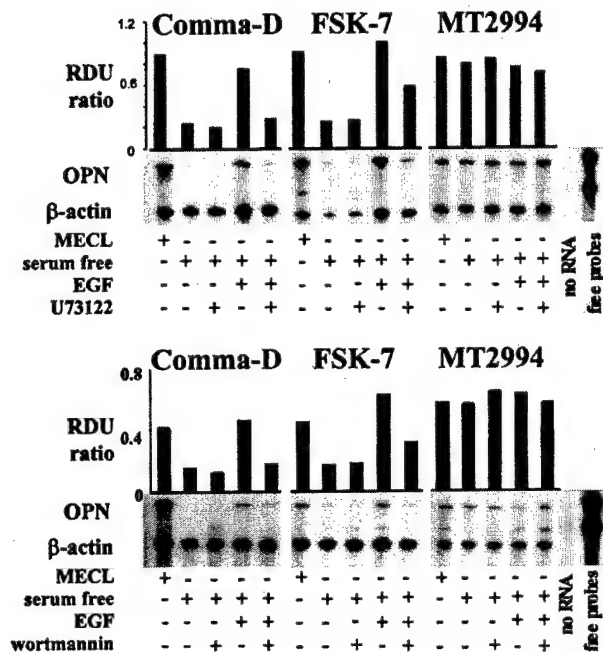 Comma-D FSK-7 MT2994
1.2
RDU
ratio
0.6
0
OPN
β-actin
MECL + - - - - + - - - - + - - - -
serum free - + + + + - + + + + - + + + +
EGF - - - + + - - - + + - - - + +
U73122 - - + - + - - + - + - - + - +
no RNA
free probes
Comma-D FSK-7 MT2994
0.8
RDU
ratio
0.4
0
OPN
β-actin
MECL + - - - - + - - - - + - - - -
serum free - + + + + - + + + + - + + + +
EGF - - - + + - - - + + - - - + +
wortmannin - - + - + - - + - + - - + - +
no RNA
free probes